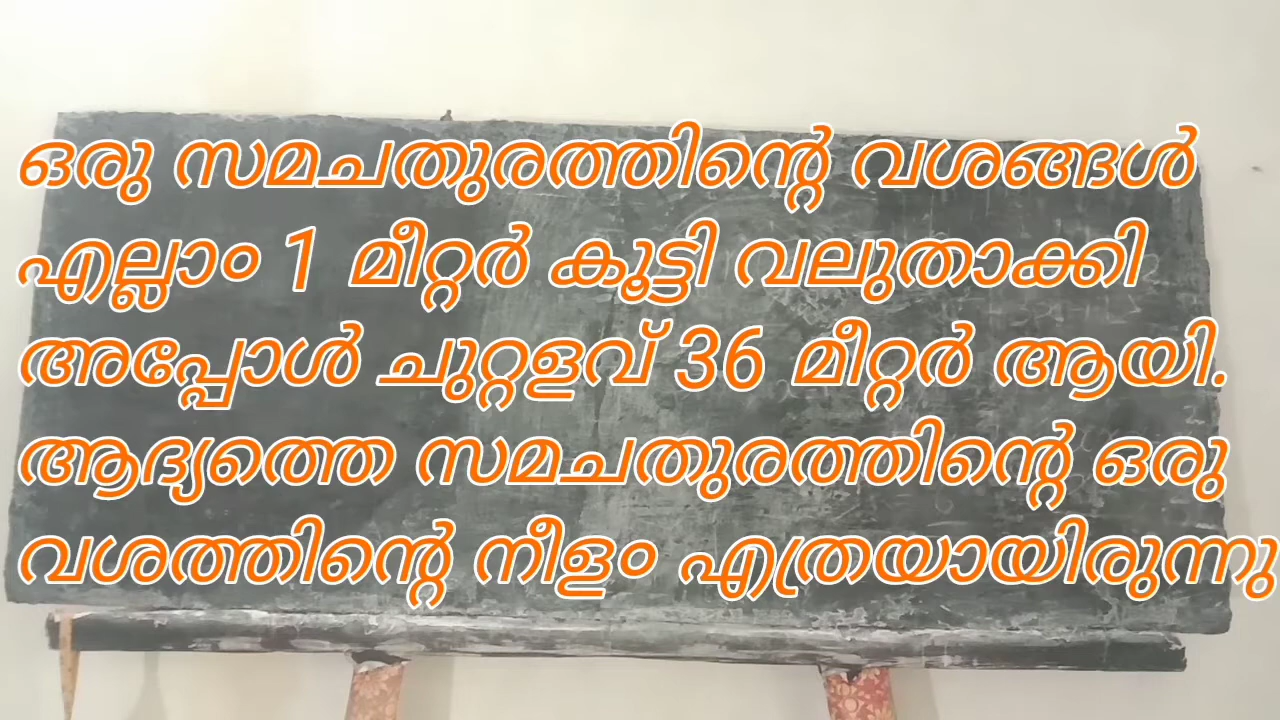 ഒരു സമചതുരത്തിന്റെ വശങ്ങൾ
എല്ലാം 1 മീറ്റർ കൂട്ടി വലുതാക്കി
അപ്പോൾ ചുറ്റളവ് 36 മീറ്റർ ആയി.
ആദ്യത്തെ സമചതുരത്തിന്റെ ഒരു
വശത്തിന്റെ നീളം എത്രയായിരുന്നു